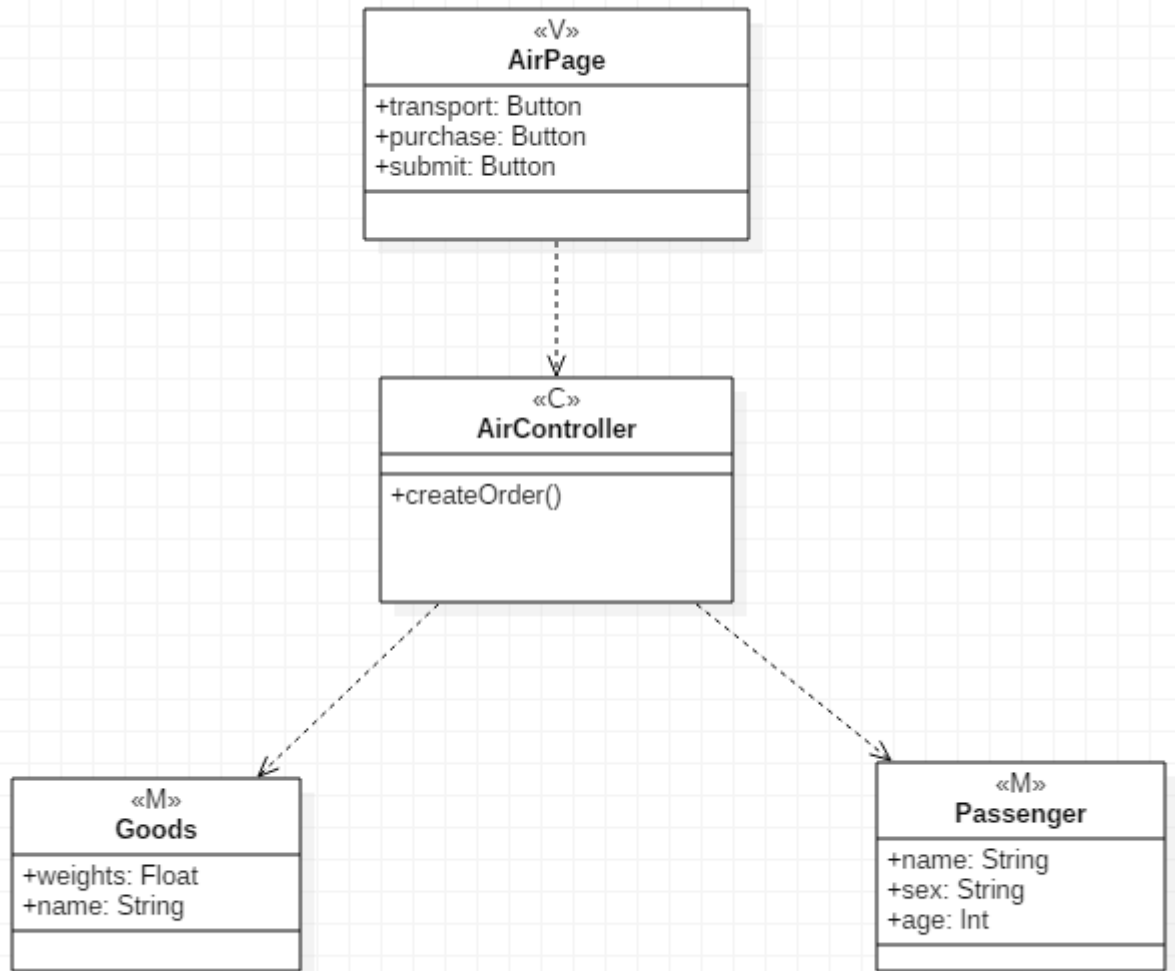 «V»
AirPage
+transport: Button
+purchase: Button
+submit: Button
«C»
AirController
+createOrder()
«M»
Goods
+weights: Float
+name: String
«M»
Passenger
+name: String
+sex: String
+age: Int